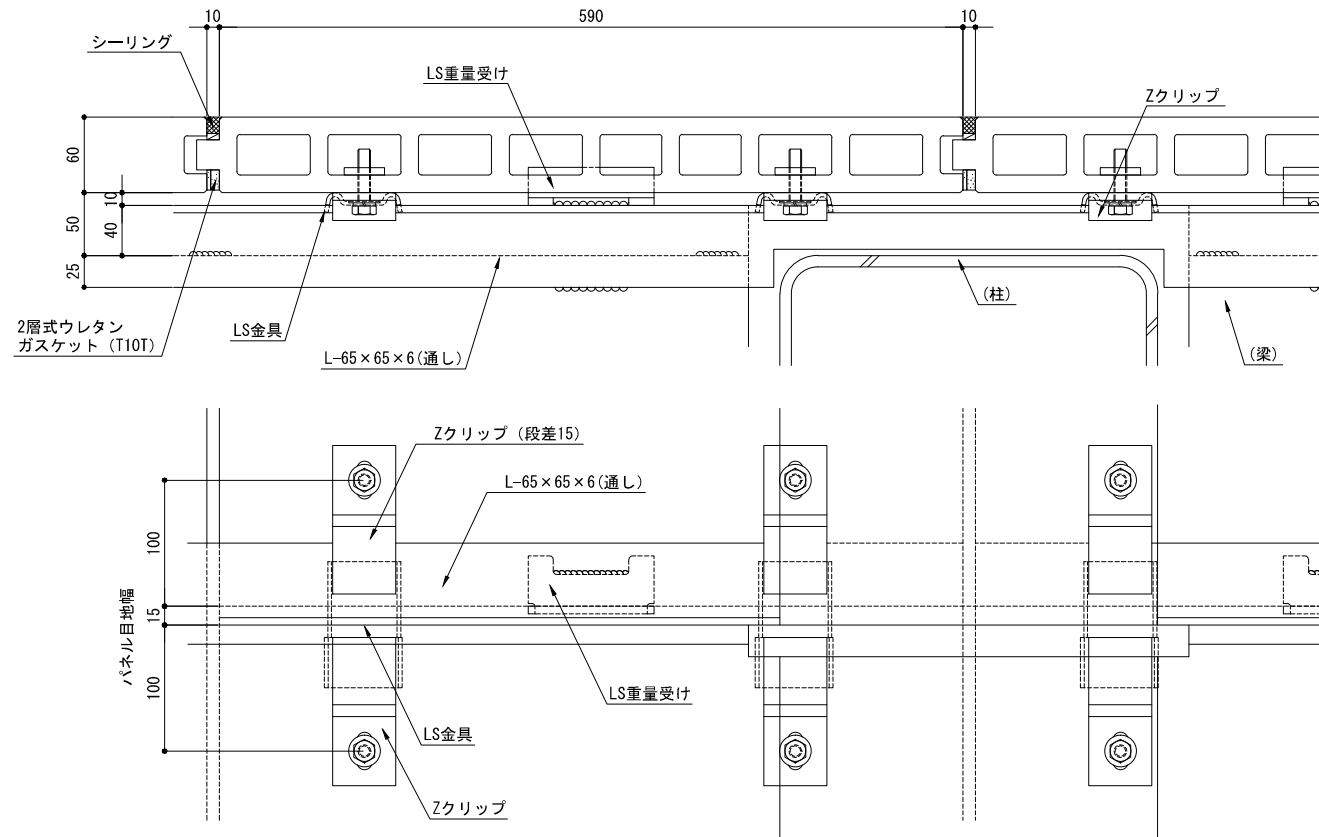 10
590
10
シーリング
LS重量受け
Zクリップ
60
10
50
40
25
2層式ウレタン
ガスケット（T10T）
LS金具
L-65×65×6(通し)
(柱)
(梁)
Zクリップ（段差15）
L-65×65×6(通し)
100
15
パネル目地幅
100
LS重量受け
LS金具
Zクリップ